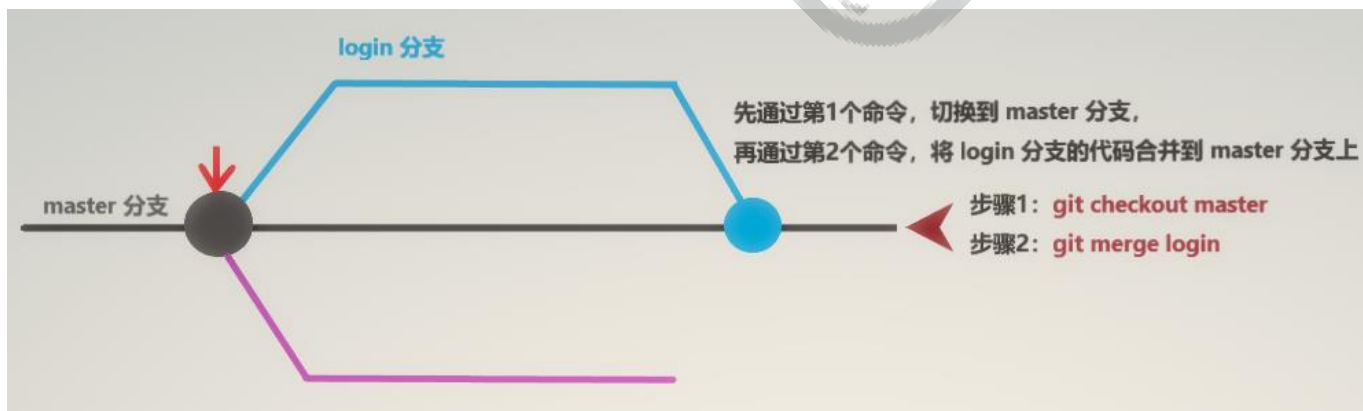 login 分支
先通过第1个命令，切换到 master 分支，
再通过第2个命令，将 login 分支的代码合并到 master 分支上
master 分支
步骤1：git checkout master
步骤2：git merge login